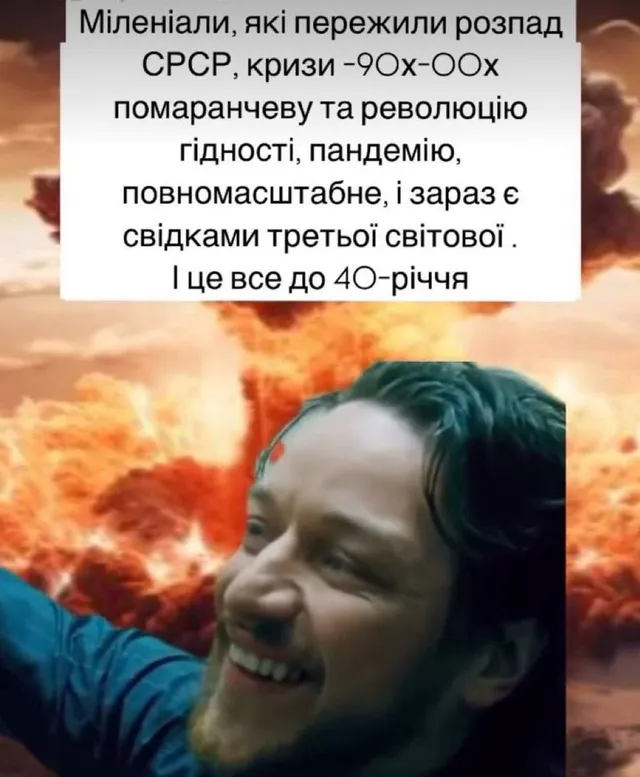 Міленіали, які пережили розпад
СРСР, кризи -90х-00х
помаранчеву та революцію
гідності, пандемію,
повномасштабне, і зараз є
свідками третьої світової .
І це все до 40-річчя